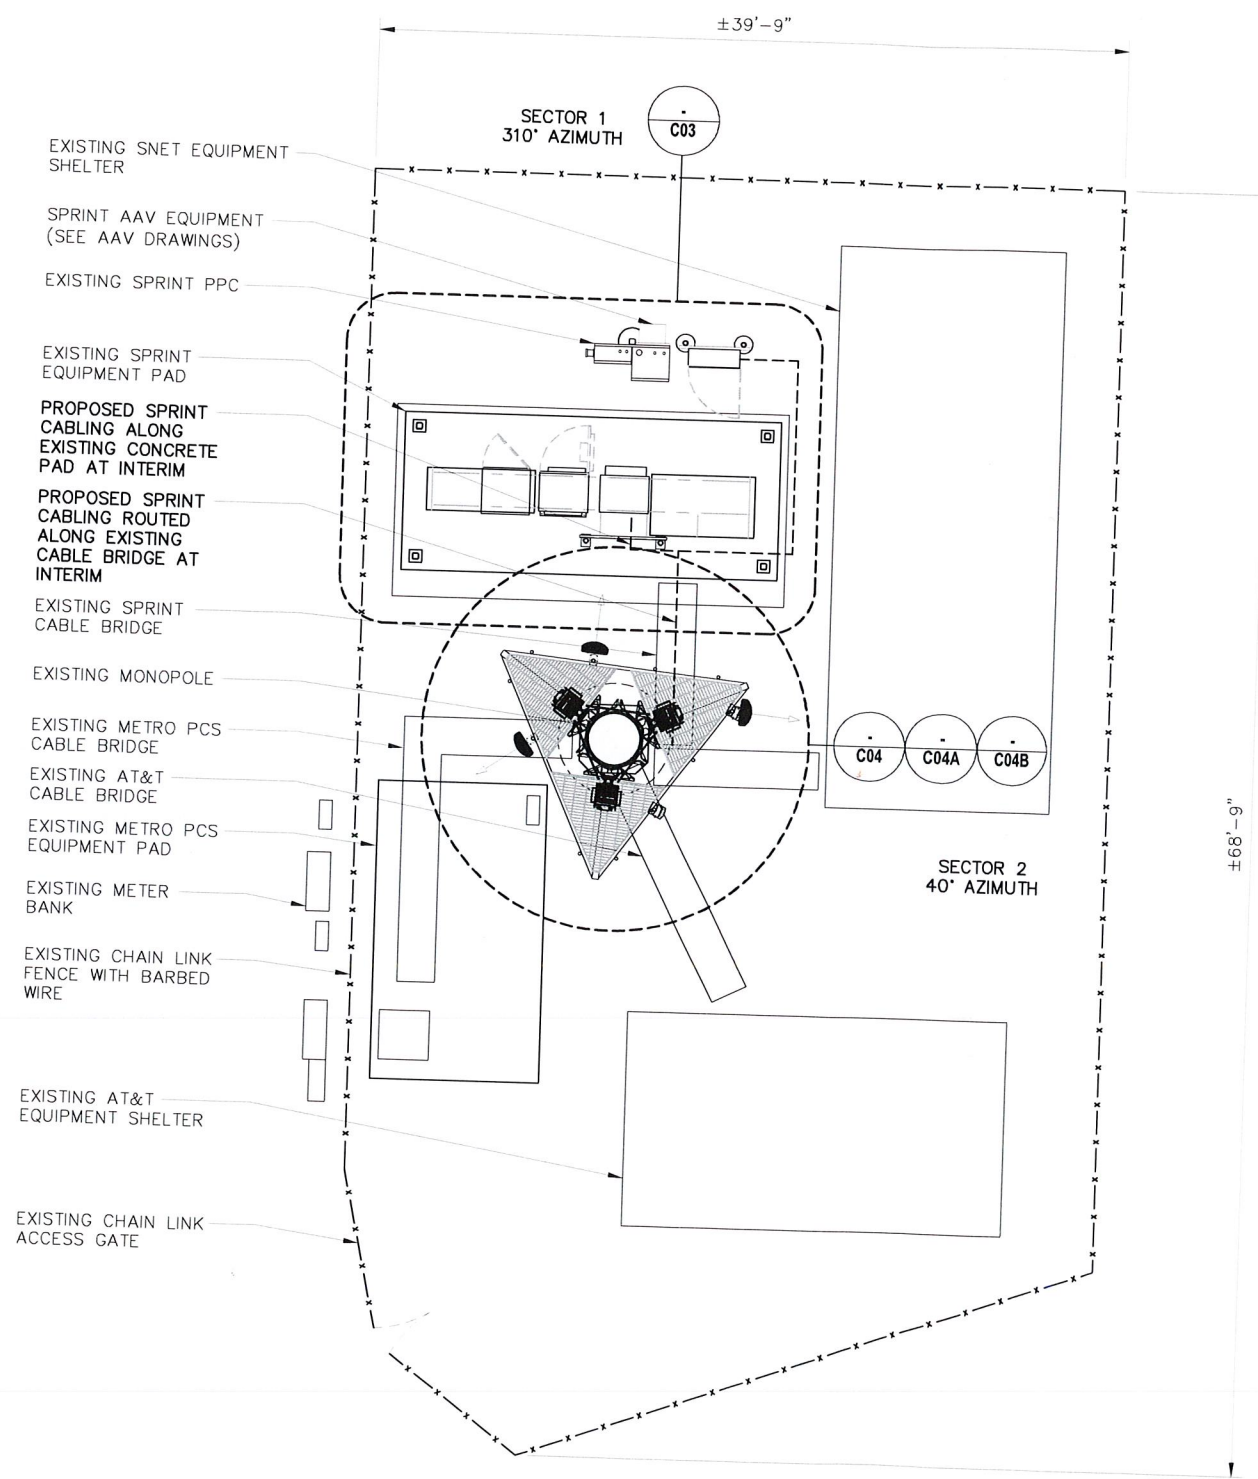 ±39'-9"
SECTOR 1
310° AZIMUTH
-
C03
EXISTING SNET EQUIPMENT
SHELTER
SPRINT AAV EQUIPMENT
(SEE AAV DRAWINGS)
EXISTING SPRINT PPC
EXISTING SPRINT
EQUIPMENT PAD
PROPOSED SPRINT
CABLING ALONG
EXISTING CONCRETE
PAD AT INTERIM
PROPOSED SPRINT
CABLING ROUTED
ALONG EXISTING
CABLE BRIDGE AT
INTERIM
EXISTING SPRINT
CABLE BRIDGE
EXISTING MONOPOLE
EXISTING METRO PCS
CABLE BRIDGE
EXISTING AT&T
CABLE BRIDGE
EXISTING METRO PCS
EQUIPMENT PAD
EXISTING METER
BANK
EXISTING CHAIN LINK
FENCE WITH BARBED
WIRE
EXISTING AT&T
EQUIPMENT SHELTER
EXISTING CHAIN LINK
ACCESS GATE
- - -
C04 C04A C04B
SECTOR 2
40° AZIMUTH
±68'-9"